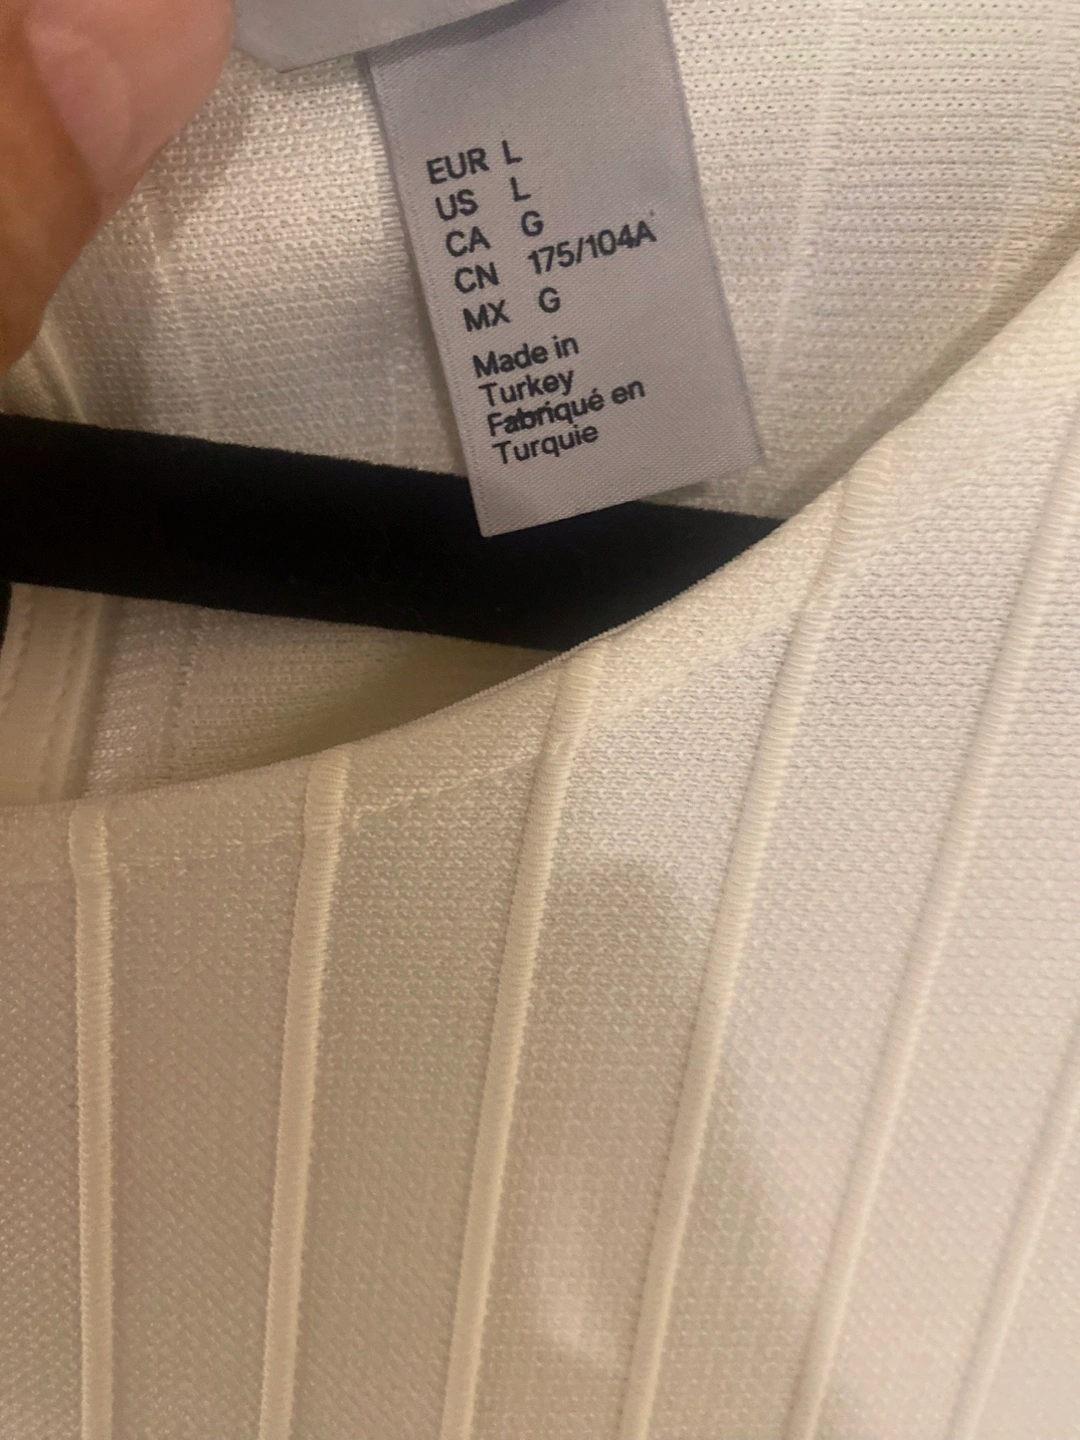 EUR L
US L
CA G
CN 175/104A
MX G
Made in
Turkey
Fabriqué en
Turquie